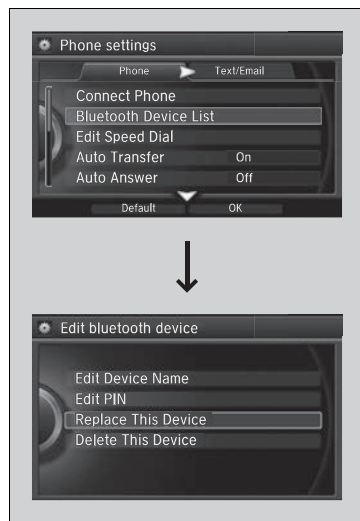 Phone settings
Phone Text/Email
Connect Phone
Bluetooth Device List
Edit Speed Dial
Auto Transfer On
Auto Answer Off
Default OK
Edit bluetooth device
Edit Device Name
Edit PIN
Replace This Device
Delete This Device